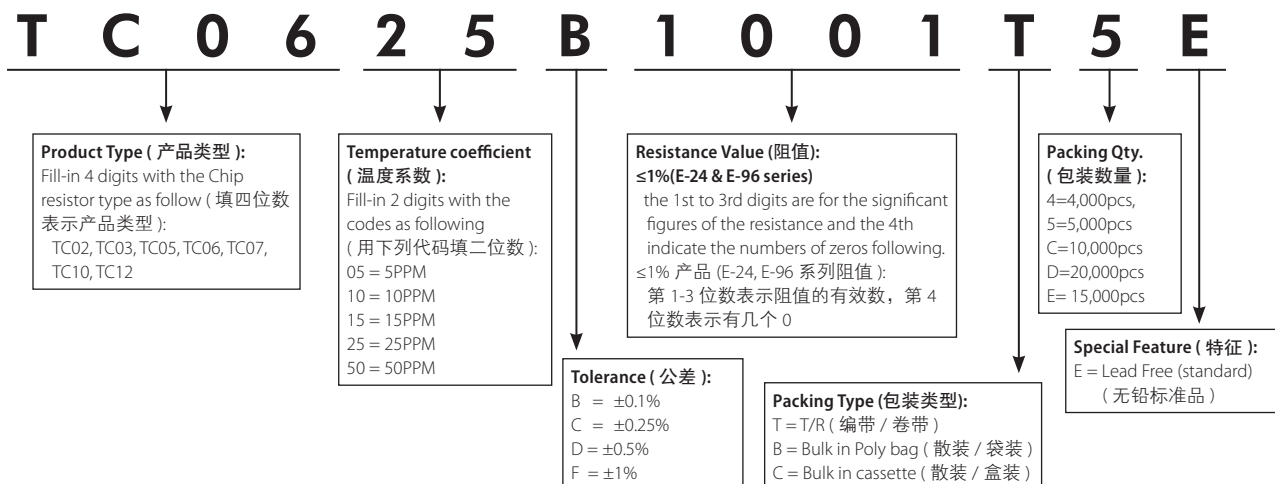 T C 0 6 2 5 B 1 0 0 1 T 5 E
Product Type ( 产品类型 ):
Fill-in 4 digits with the Chip
resistor type as follow ( 填四位数
表示产品类型 ):
TC02, TC03, TC05, TC06, TC07,
TC10, TC12
Temperature coefficient
( 温度系数 ):
Fill-in 2 digits with the
codes as following
( 用下列代码填二位数 ):
05 = 5PPM
10 = 10PPM
15 = 15PPM
25 = 25PPM
50 = 50PPM
Tolerance ( 公差 ):
B = ±0.1%
C = ±0.25%
D = ±0.5%
F = ±1%
Resistance Value (阻值):
≤1%(E-24 & E-96 series)
the 1st to 3rd digits are for the significant
figures of the resistance and the 4th
indicate the numbers of zeros following.
≤1% 产品 (E-24, E-96 系列阻值 ):
第 1-3 位数表示阻值的有效数，第 4
位数表示有几个 0
Packing Type (包装类型):
T = T/R ( 编带 / 卷带 )
B = Bulk in Poly bag ( 散装 / 袋装 )
C = Bulk in cassette ( 散装 / 盒装 )
Packing Qty.
( 包装数量 ):
4=4,000pcs,
5=5,000pcs
C=10,000pcs
D=20,000pcs
E= 15,000pcs
Special Feature ( 特征 ):
E = Lead Free (standard)
( 无铅标准品 )